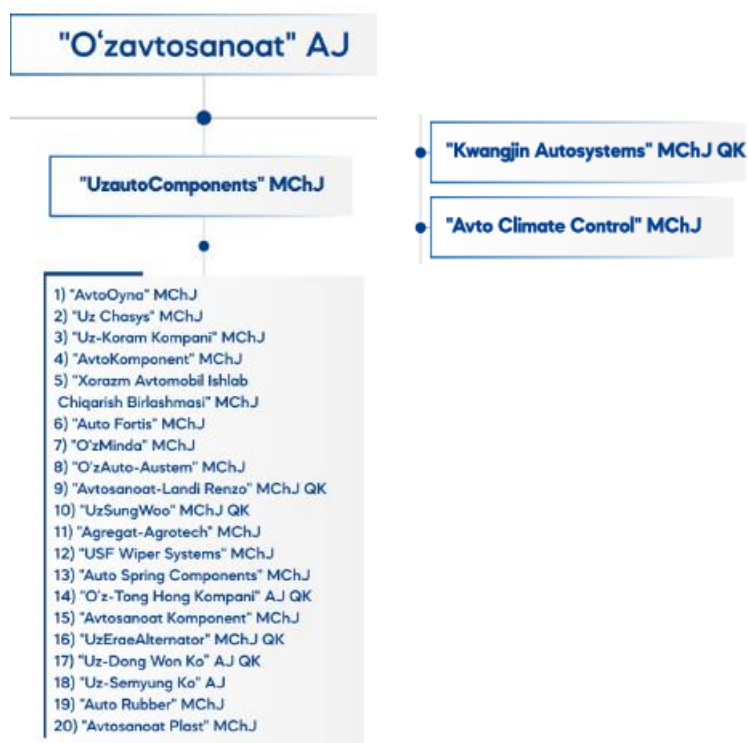 "Oʻzavtosanoat" AJ
"UzautoComponents" MChJ
1) "AvtoOyna" MChJ
2) "Uz Chasys" MChJ
3) "Uz-Koram Kompani" MChJ
4) "AvtoKomponent" MChJ
5) "Xorazm Avtomobil Ishlab
Chiqarish Birlashmasi" MChJ
6) "Auto Fortis" MChJ
7) "O'zMinda" MChJ
8) "O'zAuto-Austem" MChJ
9) "Avtosanoat-Landi Renzo" MChJ QK
10) "UzSungWoo" MChJ QK
11) "Agregat-Agrotech" MChJ
12) "USF Wiper Systems" MChJ
13) "Auto Spring Components" MChJ
14) "O'z-Tong Hong Kompani" AJ QK
15) "Avtosanoat Komponent" MChJ
16) "UzEraeAlternator" MChJ QK
17) "Uz-Dong Won Ko" AJ QK
18) "Uz-Semyung Ko" AJ
19) "Auto Rubber" MChJ
20) "Avtosanoat Plast" MChJ
"Kwangjin Autosystems" MChJ QK
"Avto Climate Control" MChJ